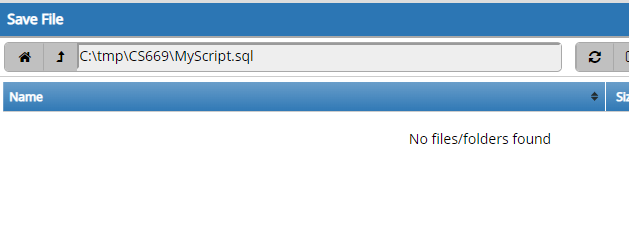 Save File
C:\tmp\CS669\MyScript.sql
Name
No files/folders found